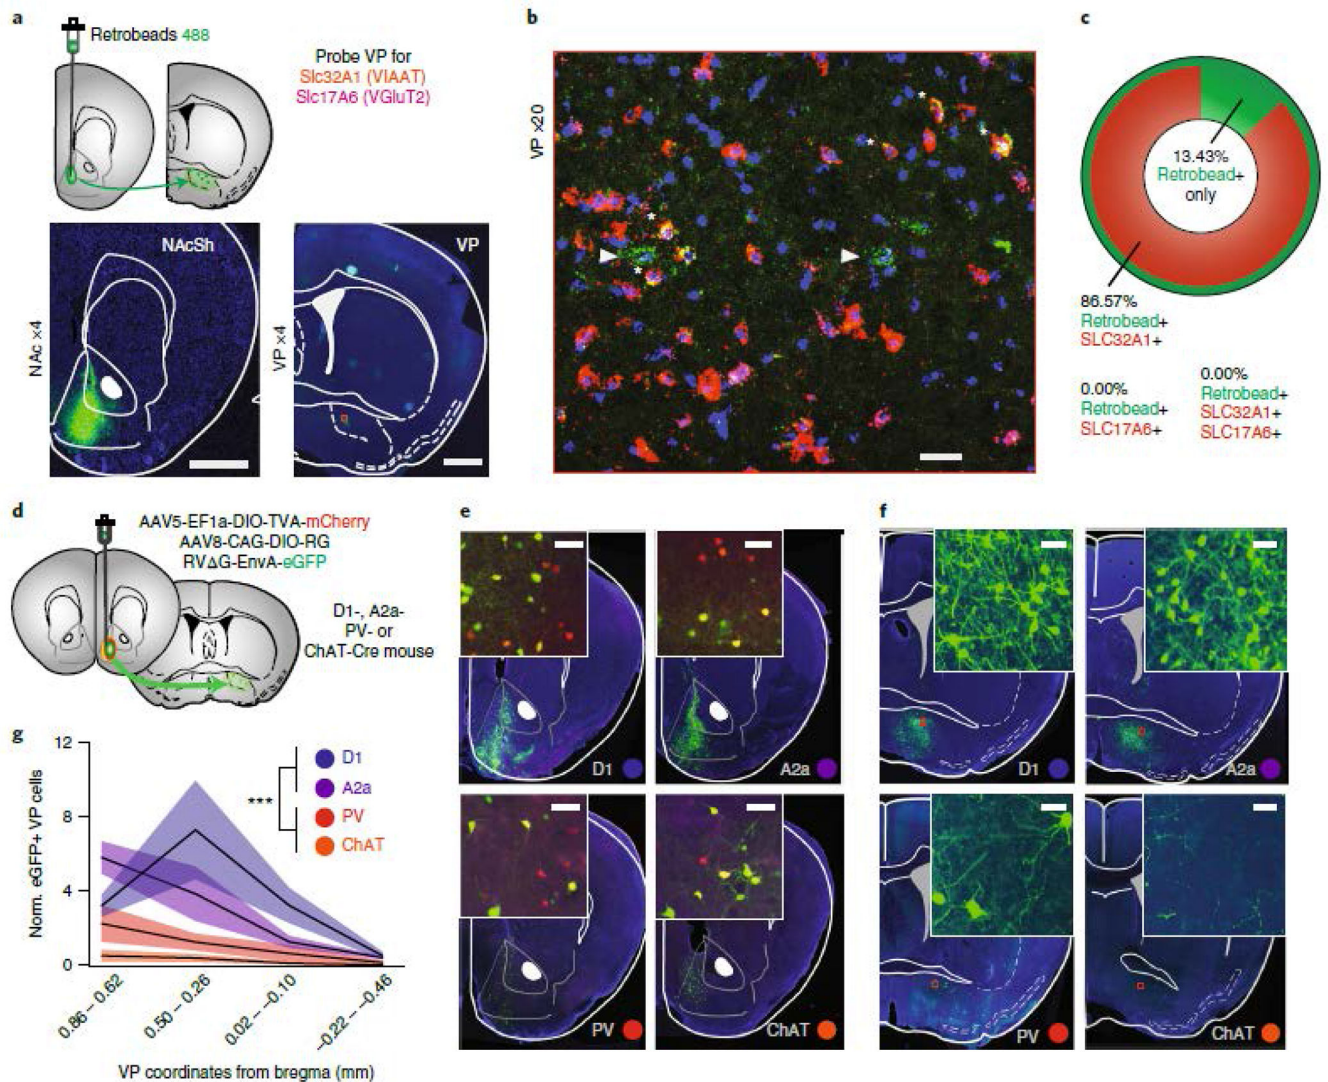 a
Retrobeads 488
Probe VP for
Slc32A1 (VIAAT)
Slc17A6 (VGluT2)
NAcSh
NAc ×4
VP
VP ×4
b
VP ×20
*
*
*
*
*
c
13.43%
Retrobead+
only
86.57%
Retrobead+
SLC32A1+
0.00%
Retrobead+
SLC17A6+
0.00%
Retrobead+
SLC32A1+
SLC17A6+
d
AAV5-EF1a-DIO-TVA-mCherry
AAV8-CAG-DIO-RG
RVΔG-EnvA-eGFP
D1-, A2a-
PV- or
ChAT-Cre mouse
e
D1
A2a
PV
ChAT
f
D1
A2a
PV
ChAT
g
Norm. eGFP+ VP cells
12
8
4
0
***
D1
A2a
PV
ChAT
0.86 – 0.62
0.50 – 0.26
0.02 – –0.10
–0.22 – –0.46
VP coordinates from bregma (mm)